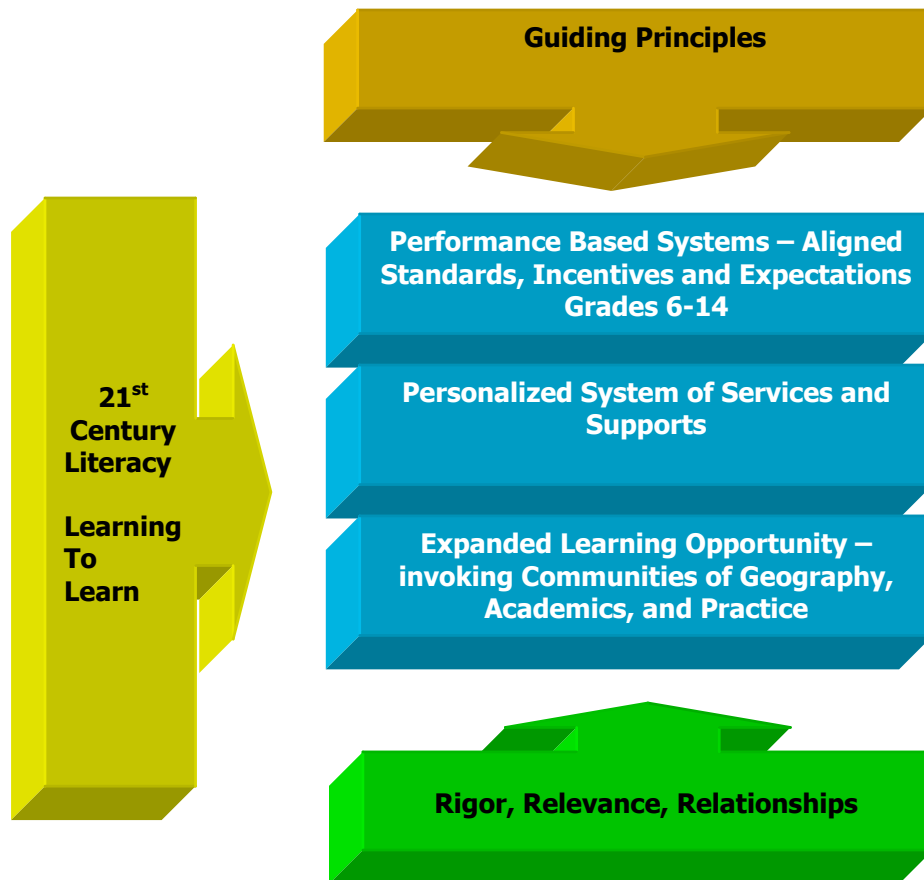 Guiding Principles
Performance Based Systems – Aligned
Standards, Incentives and Expectations
Grades 6-14
21st
Century
Literacy
Learning
To
Learn
Personalized System of Services and
Supports
Expanded Learning Opportunity –
invoking Communities of Geography,
Academics, and Practice
Rigor, Relevance, Relationships